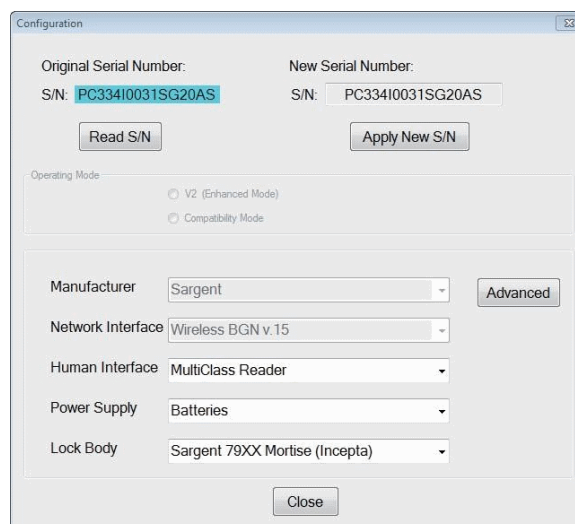 Configuration
Original Serial Number:
New Serial Number:
S/N: PC334I0031SG20AS
S/N: PC334I0031SG20AS
Read S/N
Apply New S/N
Operating Mode
V2 (Enhanced Mode)
Compatibility Mode
Manufacturer Sargent
Advanced
Network Interface Wireless BGN v.15
Human Interface MultiClass Reader
Power Supply Batteries
Lock Body Sargent 79XX Mortise (Incepta)
Close